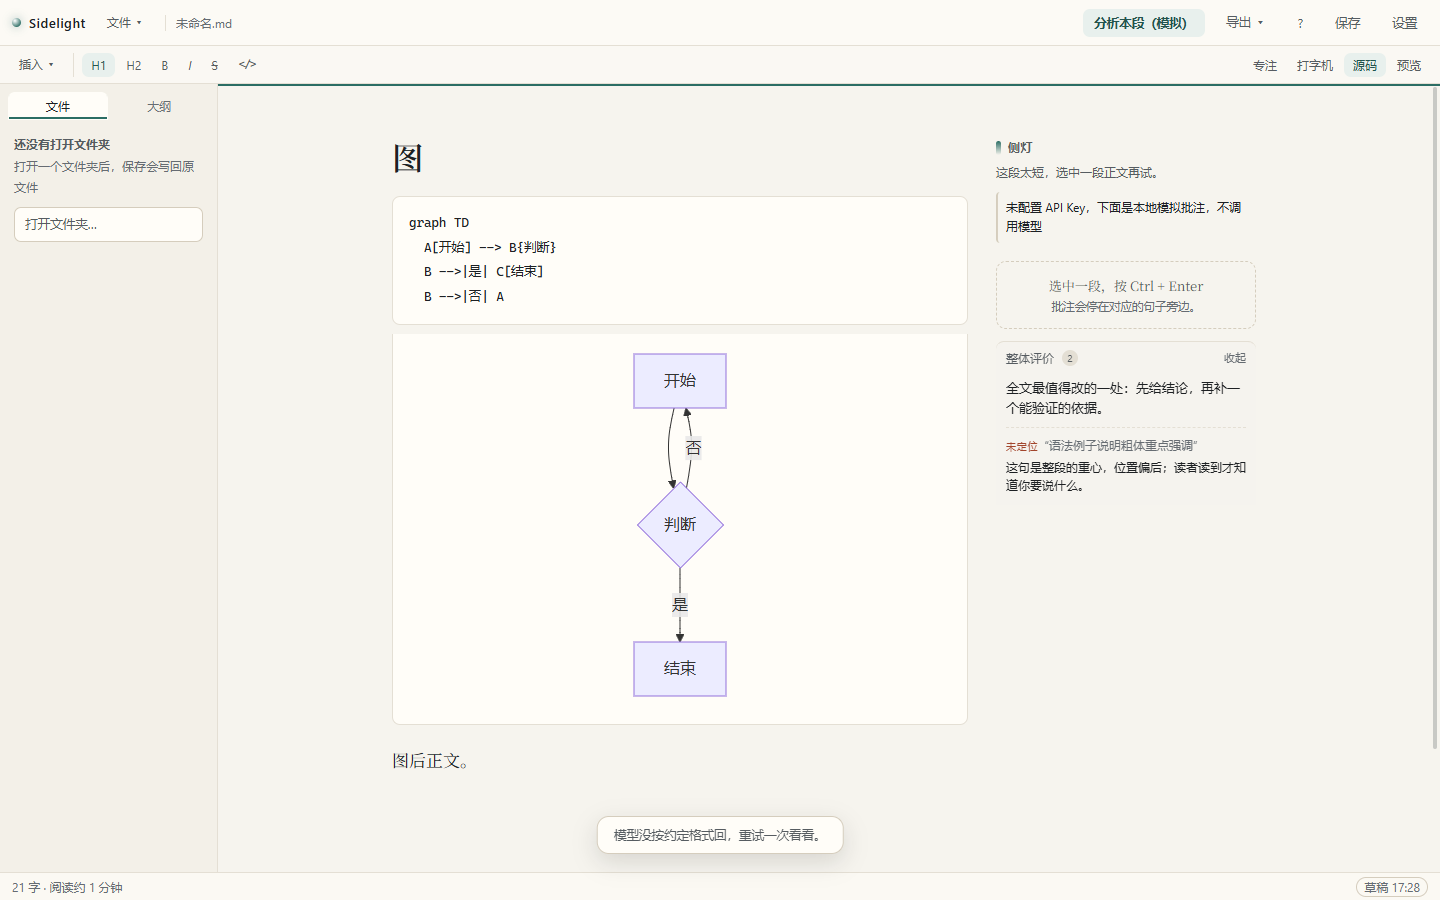 Sidelight 文件 未命名.md 分析本段（模拟） 导出 ? 保存 设置
插入 H1 H2 B I S </> 专注 打字机 源码 预览
文件 大纲
还没有打开文件夹
打开一个文件夹后，保存会写回原
文件
打开文件夹...
图
graph TD
A[开始] --> B{判断}
B -->|是| C[结束]
B -->|否| A
开始
否
判断
是
结束
图后正文。
侧灯
这段太短，选中一段正文再试。
未配置 API Key，下面是本地模拟批注，不调
用模型
选中一段，按 Ctrl + Enter
批注会停在对应的句子旁边。
整体评价 2 收起
全文最值得改的一处：先给结论，再补一
个能验证的依据。
未定位 “语法例子说明粗体重点强调”
这句是整段的重心，位置偏后；读者读到才知
道你要说什么。
模型没按约定格式回，重试一次看看。
21 字 · 阅读约 1 分钟 草稿 17:28